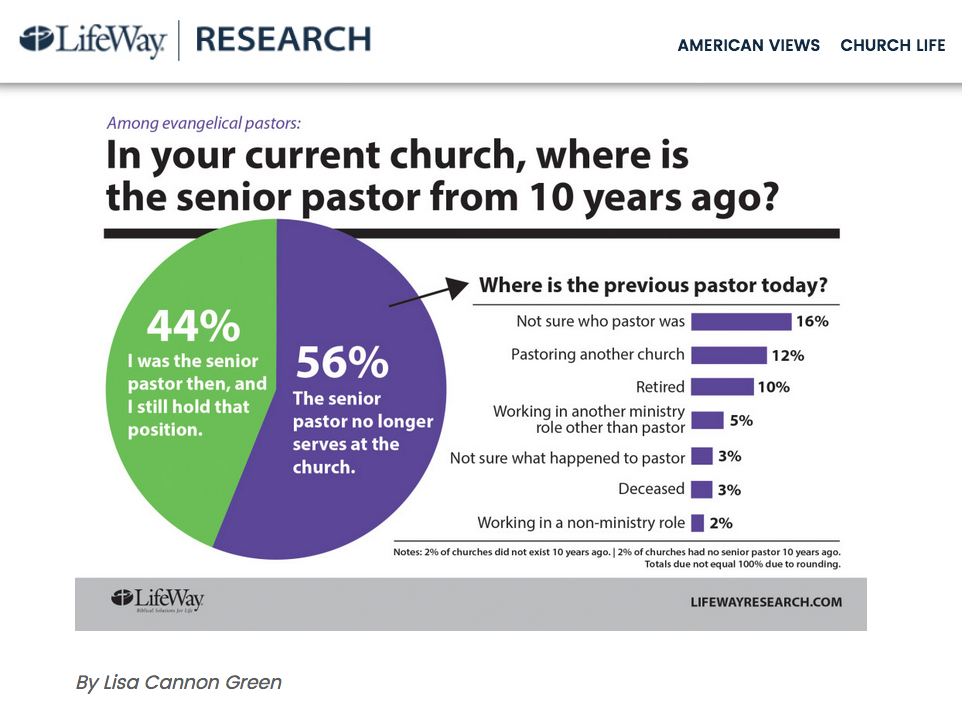 LifeWay | RESEARCH
AMERICAN VIEWS CHURCH LIFE
Among evangelical pastors:
In your current church, where is
the senior pastor from 10 years ago?
44%
I was the senior
pastor then, and
I still hold that
position.
56%
The senior
pastor no longer
serves at the
church.
Where is the previous pastor today?
Not sure who pastor was 16%
Pastoring another church 12%
Retired 10%
Working in another ministry
role other than pastor 5%
Not sure what happened to pastor 3%
Deceased 3%
Working in a non-ministry role 2%
Notes: 2% of churches did not exist 10 years ago. | 2% of churches had no senior pastor 10 years ago.
Totals due not equal 100% due to rounding.
LifeWay
Biblical Solutions for Life
LIFEWAYRESEARCH.COM
By Lisa Cannon Green